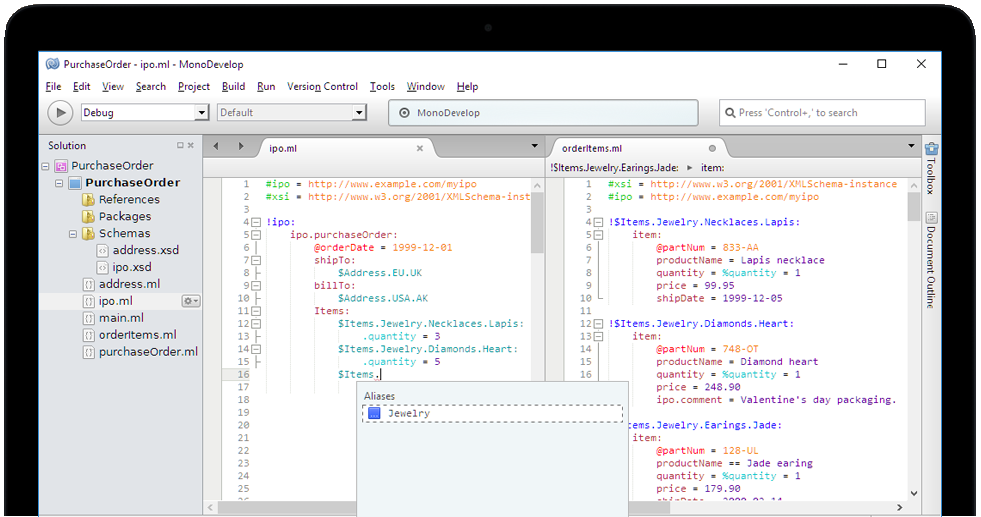 PurchaseOrder - ipo.ml - MonoDevelop
File Edit View Search Project Build Run Version Control Tools Window Help
Debug
Default
MonoDevelop
Press 'Control+,' to search
Solution
PurchaseOrder
PurchaseOrder
References
Packages
Schemas
address.xsd
ipo.xsd
address.ml
ipo.ml
main.ml
orderItems.ml
purchaseOrder.ml
ipo.ml
1 #ipo = http://www.example.com/myipo
2 #xsi = http://www.w3.org/2001/XMLSchema-inst
3
4 !ipo:
5 ipo.purchaseOrder:
6 @orderDate = 1999-12-01
7 shipTo:
8 $Address.EU.UK
9 billTo:
10 $Address.USA.AK
11 Items:
12 $Items.Jewelry.Necklaces.Lapis:
13 .quantity = 3
14 $Items.Jewelry.Diamonds.Heart:
15 .quantity = 5
16 $Items.
17
18
19
20
21
22
23
24
25
26
Aliases
Jewelry
orderItems.ml
!$Items.Jewelry.Earings.Jade: item:
1 #xsi = http://www.w3.org/2001/XMLSchema-instance
2 #ipo = http://www.example.com/myipo
3
4 !$Items.Jewelry.Necklaces.Lapis:
5 item:
6 @partNum = 833-AA
7 productName = Lapis necklace
8 quantity = %quantity = 1
9 price = 99.95
10 shipDate = 1999-12-05
11
12 !$Items.Jewelry.Diamonds.Heart:
13 item:
14 @partNum = 748-OT
15 productName = Diamond heart
16 quantity = %quantity = 1
price = 248.90
ipo.comment = Valentine's day packaging.
Items.Jewelry.Earings.Jade:
item:
@partNum = 128-UL
productName == Jade earing
quantity = %quantity = 1
price = 179.90
Toolbox
Document Outline